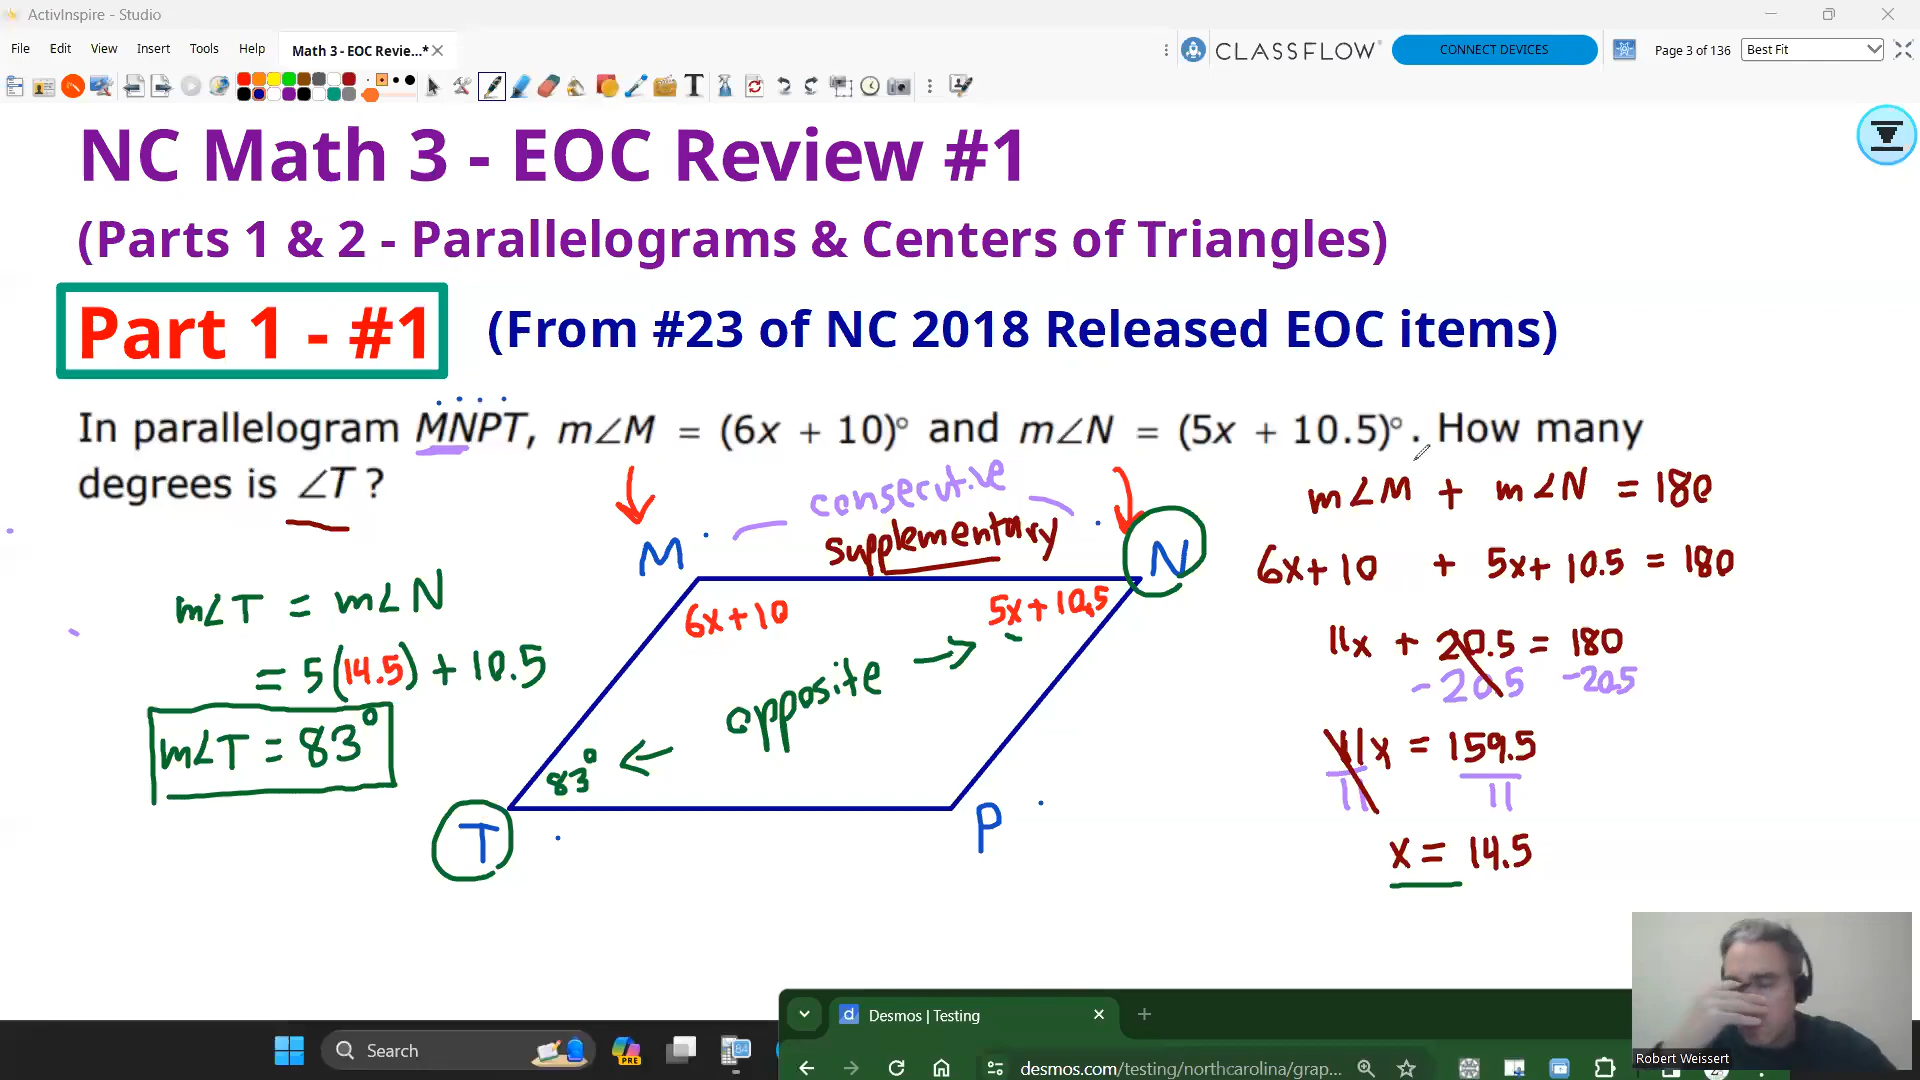 ActivInspire - Studio
File Edit View Insert Tools Help Math 3 - EOC Revie...* CLASSFLOW CONNECT DEVICES Page 3 of 136 Best Fit
NC Math 3 - EOC Review #1
(Parts 1 & 2 - Parallelograms & Centers of Triangles)
Part 1 - #1 (From #23 of NC 2018 Released EOC items)
In parallelogram MNPT, m∠M = (6x + 10)° and m∠N = (5x + 10.5)°. How many
degrees is ∠T?
consecutive
supplementary
M
N
6x+10
5x+10.5
opposite
83°
T
P
m∠T = m∠N
= 5(14.5) + 10.5
m∠T = 83°
m∠M + m∠N = 180
6x+10 + 5x+10.5 = 180
11x + 20.5 = 180
-20.5 -20.5
11x = 159.5
11 11
x = 14.5
Robert Weissert
Desmos | Testing
Search
PRE
84
desmos.com/testing/northcarolina/grap...